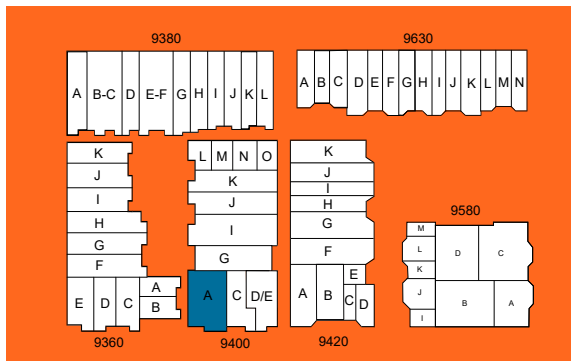 9380 9630
A B-C D E-F G H I J K L
A B C D E F G H I J K L M N
K
J
I
H
G
F
E D C A
B
9360
L M N O
K
J
I
G
A C D/E
9400
K
J
I
H
G
F
A B E
C D
9420
9580
M
L
K
J
I
D C
B A